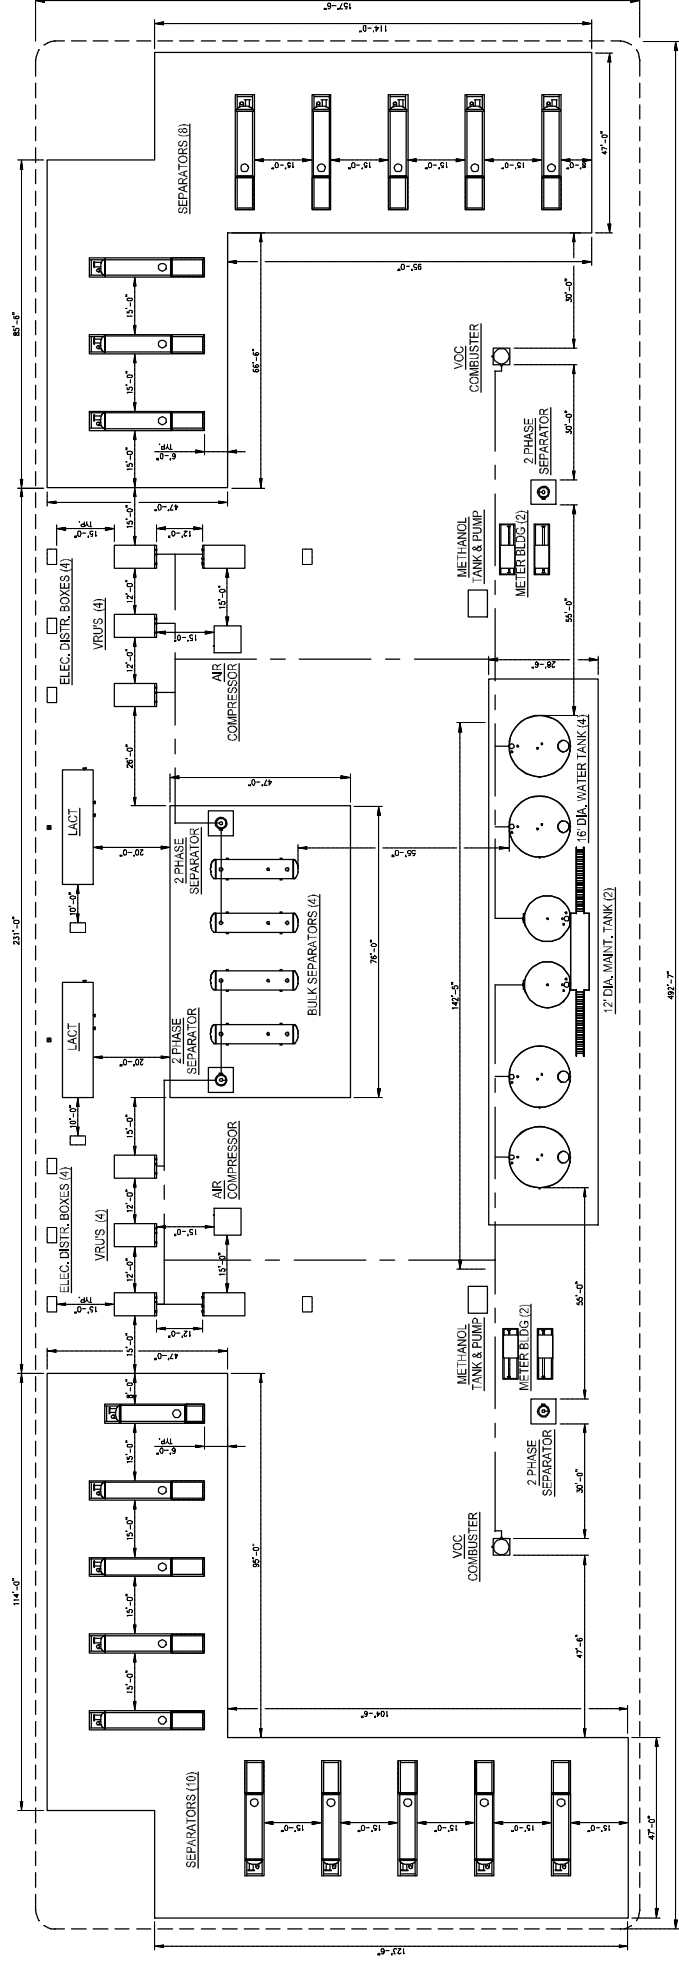 157'-6"
114'-0"
SEPARATORS (8)
15'-0"
15'-0"
15'-0"
15'-0"
8'-0"
47'-0"
85'-6"
15'-0"
15'-0"
15'-0"
6'-0"
TYP.
95'-0"
66'-6"
30'-0"
VOC
COMBUSTER
30'-0"
2 PHASE
SEPARATOR
47'-0"
15'-0"
TYP.
15'-0"
12'-0"
ELEC. DISTR. BOXES (4)
VRU'S (4)
12'-0"
12'-0"
15'-0"
15'-0"
AIR
COMPRESSOR
METHANOL
TANK & PUMP
METER BLDG (2)
55'-0"
28'-6"
26'-0"
LACT
20'-0"
10'-0"
47'-0"
2 PHASE
SEPARATOR
BULK SEPARATORS (4)
55'-0"
76'-0"
16' DIA. WATER TANK (4)
12' DIA. MAINT. TANK (2)
142'-5"
231'-0"
492'-7"
LACT
20'-0"
10'-0"
2 PHASE
SEPARATOR
15'-0"
12'-0"
12'-0"
ELEC. DISTR. BOXES (4)
VRU'S (4)
15'-0"
TYP.
15'-0"
15'-0"
12'-0"
15'-0"
AIR
COMPRESSOR
METHANOL
TANK & PUMP
METER BLDG (2)
55'-0"
2 PHASE
SEPARATOR
30'-0"
VOC
COMBUSTER
47'-6"
47'-0"
8'-0"
6'-0"
TYP.
15'-0"
15'-0"
15'-0"
15'-0"
114'-0"
95'-0"
104'-6"
SEPARATORS (10)
15'-0"
15'-0"
15'-0"
15'-0"
15'-0"
47'-0"
123'-6"